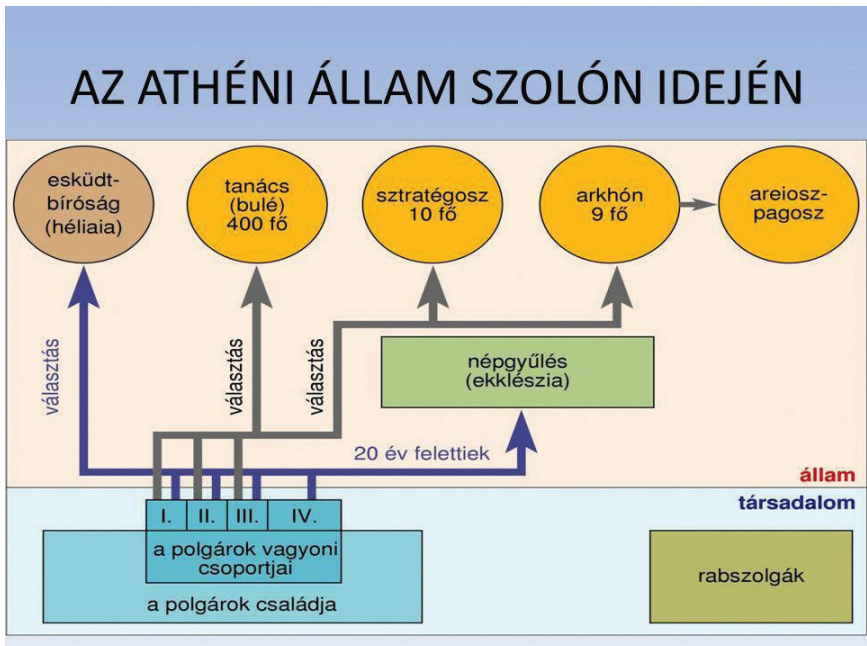 AZ ATHÉNI ÁLLAM SZOLÓN IDEJÉN
esküdt-
bíróság
(héliaia)
tanács
(bulé)
400 fő
sztratégosz
10 fő
arkhón
9 fő
areiosz-
pagosz
választás
választás
választás
népgyűlés
(ekklészia)
20 év felettiek
állam
társadalom
I.
II.
III.
IV.
a polgárok vagyoni
csoportjai
a polgárok családja
rabszolgák